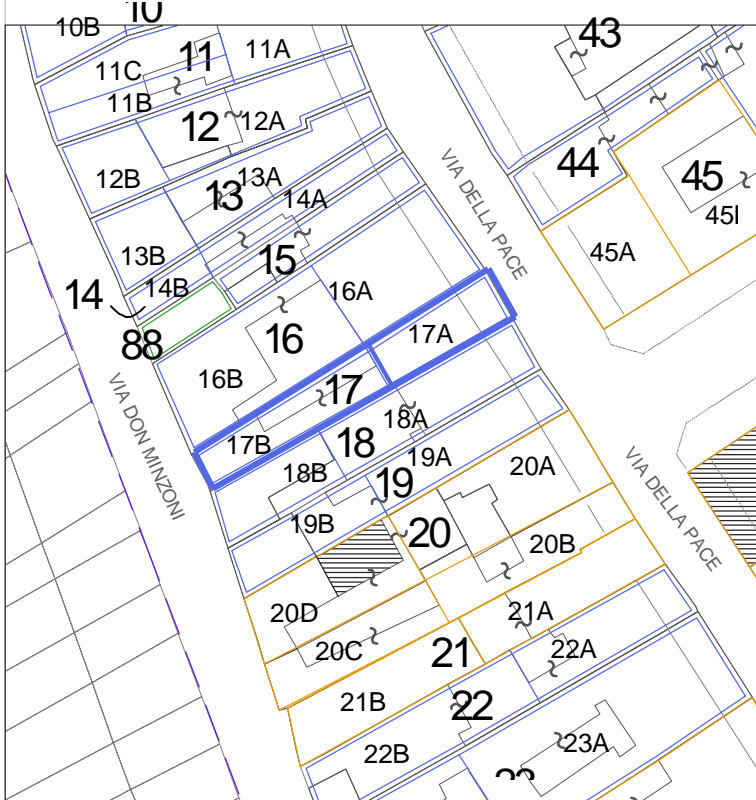 10
10B
43
11
11A
11C
11B
12
12A
44
45
12B
13A
13
14A
45I
VIA DELLA PACE
13B
45A
15
14B
14
16A
88
16
17A
16B
17
VIA DON MINZONI
18A
17B
18
19A
18B
20A
19
VIA DELLA PACE
19B
20
20B
20D
21A
20C
21
22A
21B
22
23A
22B